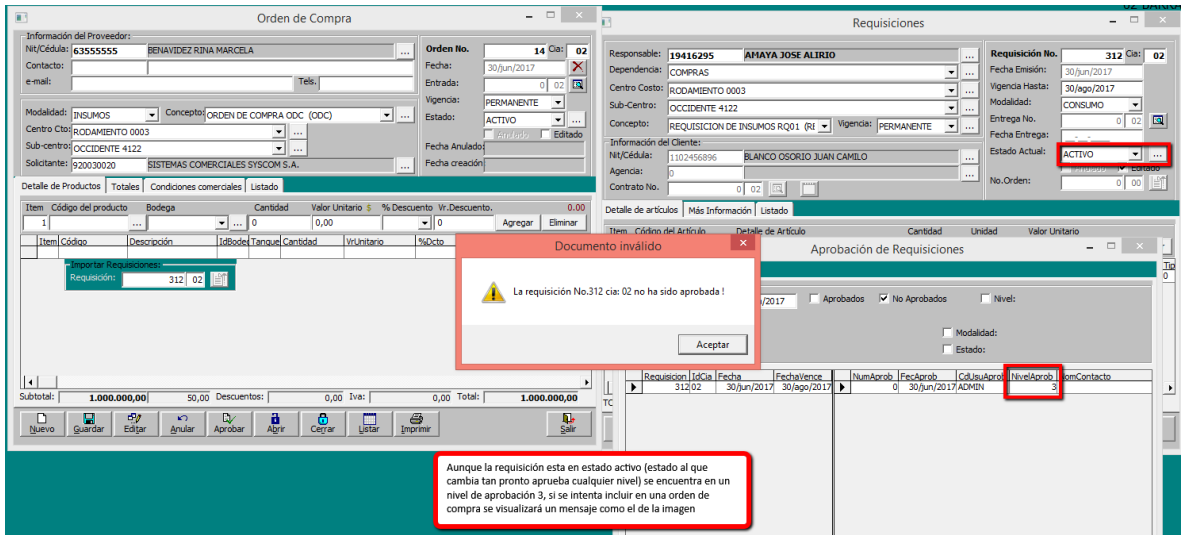 Orden de Compra
Información del Proveedor:
Nit/Cédula: 63555555 BENAVIDEZ RINA MARCELA ...
Contacto:
e-mail: Tels.
Orden No. 14 Cia: 02
Fecha: 30/jun/2017
Entrada: 0 02
Vigencia: PERMANENTE
Estado: ACTIVO ...
Anulado Editado
Fecha Anulado:
Fecha creación
Modalidad: INSUMOS Concepto: ORDEN DE COMPRA ODC (ODC) ...
Centro Cto: RODAMIENTO 0003 ...
Sub-centro: OCCIDENTE 4122 ...
Solicitante: 920030020 SISTEMAS COMERCIALES SYSCOM S.A. ...
Detalle de Productos Totales Condiciones comerciales Listado
Item Código del producto Bodega Cantidad Valor Unitario $ % Descuento Vr.Descuento. 0.00
1 ... ... 0 0,00 0 Agregar Eliminar
Item Código Descripción IdBodeg Tanque Cantidad VrUnitario %Dcto
Importar Requisiciones:
Requisición: 312 02
Subtotal: 1.000.000,00 50,00 Descuentos: 0,00 Iva: 0,00 Total: 1.000.000,00
Nuevo Guardar Editar Anular Aprobar Abrir Cerrar Listar Imprimir Salir
Requisiciones
Responsable: 19416295 AMAYA JOSE ALIRIO ...
Dependencia: COMPRAS ...
Centro Costo: RODAMIENTO 0003 ...
Sub-Centro: OCCIDENTE 4122 ...
Concepto: REQUISICION DE INSUMOS RQ01 (RE Vigencia: PERMANENTE ...
Información del Cliente:
Nit/Cédula: 1102456896 BLANCO OSORIO JUAN CAMILO ...
Agencia: 0 ...
Contrato No. 0 02
Requisición No. 312 Cia: 02
Fecha Emisión: 30/jun/2017
Vigencia Hasta: 30/ago/2017
Modalidad: CONSUMO
Entrega No. 0 02
Fecha Entrega: __-__-__
Estado Actual: ACTIVO ...
Anulado Editado
No.Orden: 0 00
Detalle de artículos Más Información Listado
Item Código del Artículo Detalle de Artículo Cantidad Unidad Valor Unitario
Documento inválido
La requisición No.312 cia: 02 no ha sido aprobada !
Aceptar
Aprobación de Requisiciones
/2017 Aprobados No Aprobados Nivel:
Modalidad:
Estado:
Requisicion IdCia Fecha FechaVence NumAprob FecAprob CdUsuAprob NivelAprob NomContacto
312 02 30/jun/2017 30/ago/2017 0 30/jun/2017 ADMIN 3
Aunque la requisición esta en estado activo (estado al que
cambia tan pronto aprueba cualquier nivel) se encuentra en un
nivel de aprobación 3, si se intenta incluir en una orden de
compra se visualizará un mensaje como el de la imagen